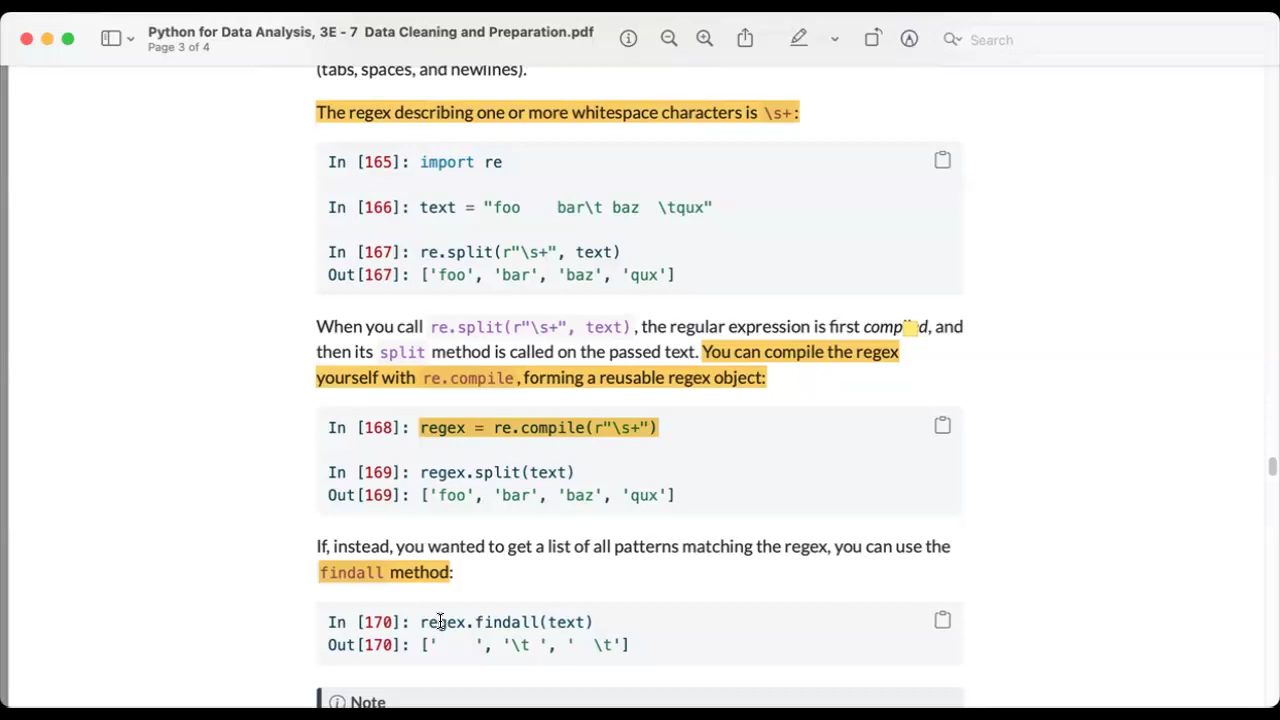 Python for Data Analysis, 3E - 7 Data Cleaning and Preparation.pdf
Page 3 of 4
Search
(tabs, spaces, and newlines).
The regex describing one or more whitespace characters is \s+:
In [165]: import re
In [166]: text = "foo    bar\t baz  \tqux"
In [167]: re.split(r"\s+", text)
Out[167]: ['foo', 'bar', 'baz', 'qux']
When you call re.split(r"\s+", text), the regular expression is first, and
then its split method is called on the passed text. You can compile the regex
yourself with re.compile, forming a reusable regex object:
In [168]: regex = re.compile(r"\s+")
In [169]: regex.split(text)
Out[169]: ['foo', 'bar', 'baz', 'qux']
If, instead, you wanted to get a list of all patterns matching the regex, you can use the
findall method:
In [170]: regex.findall(text)
Out[170]: ['    ', '\t ', '  \t']
Note